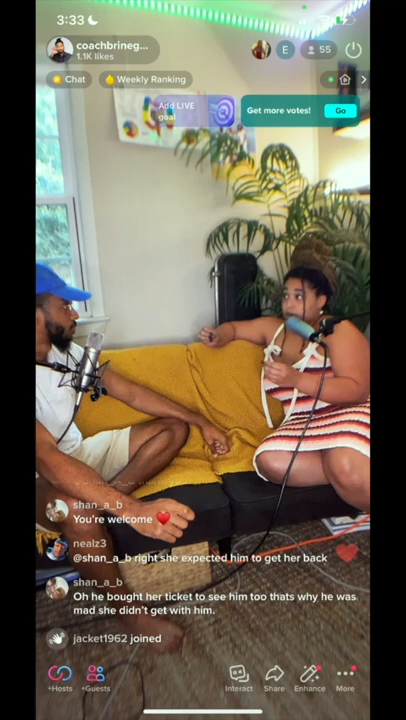 3:33
coachbrineg...
1.1K likes
E
55
Chat
Weekly Ranking
Add LIVE
goal
Get more votes!
Go
shan_a_b
You're welcome ❤️
nealz3
@shan_a_b right she expected him to get her back
shan_a_b
Oh he bought her ticket to see him too thats why he was
mad she didn't get with him.
jacket1962 joined
+Hosts
+Guests
Interact
Share
Enhance
More